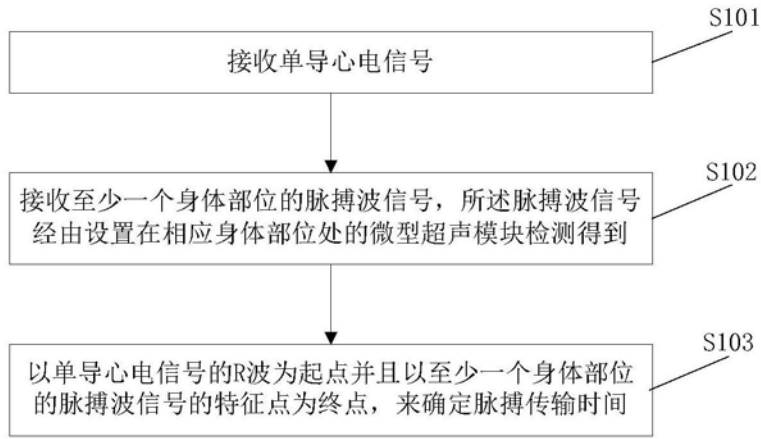 S101
接收单导心电信号
S102
接收至少一个身体部位的脉搏波信号，所述脉搏波信号
经由设置在相应身体部位处的微型超声模块检测得到
S103
以单导心电信号的R波为起点并且以至少一个身体部位
的脉搏波信号的特征点为终点，来确定脉搏传输时间